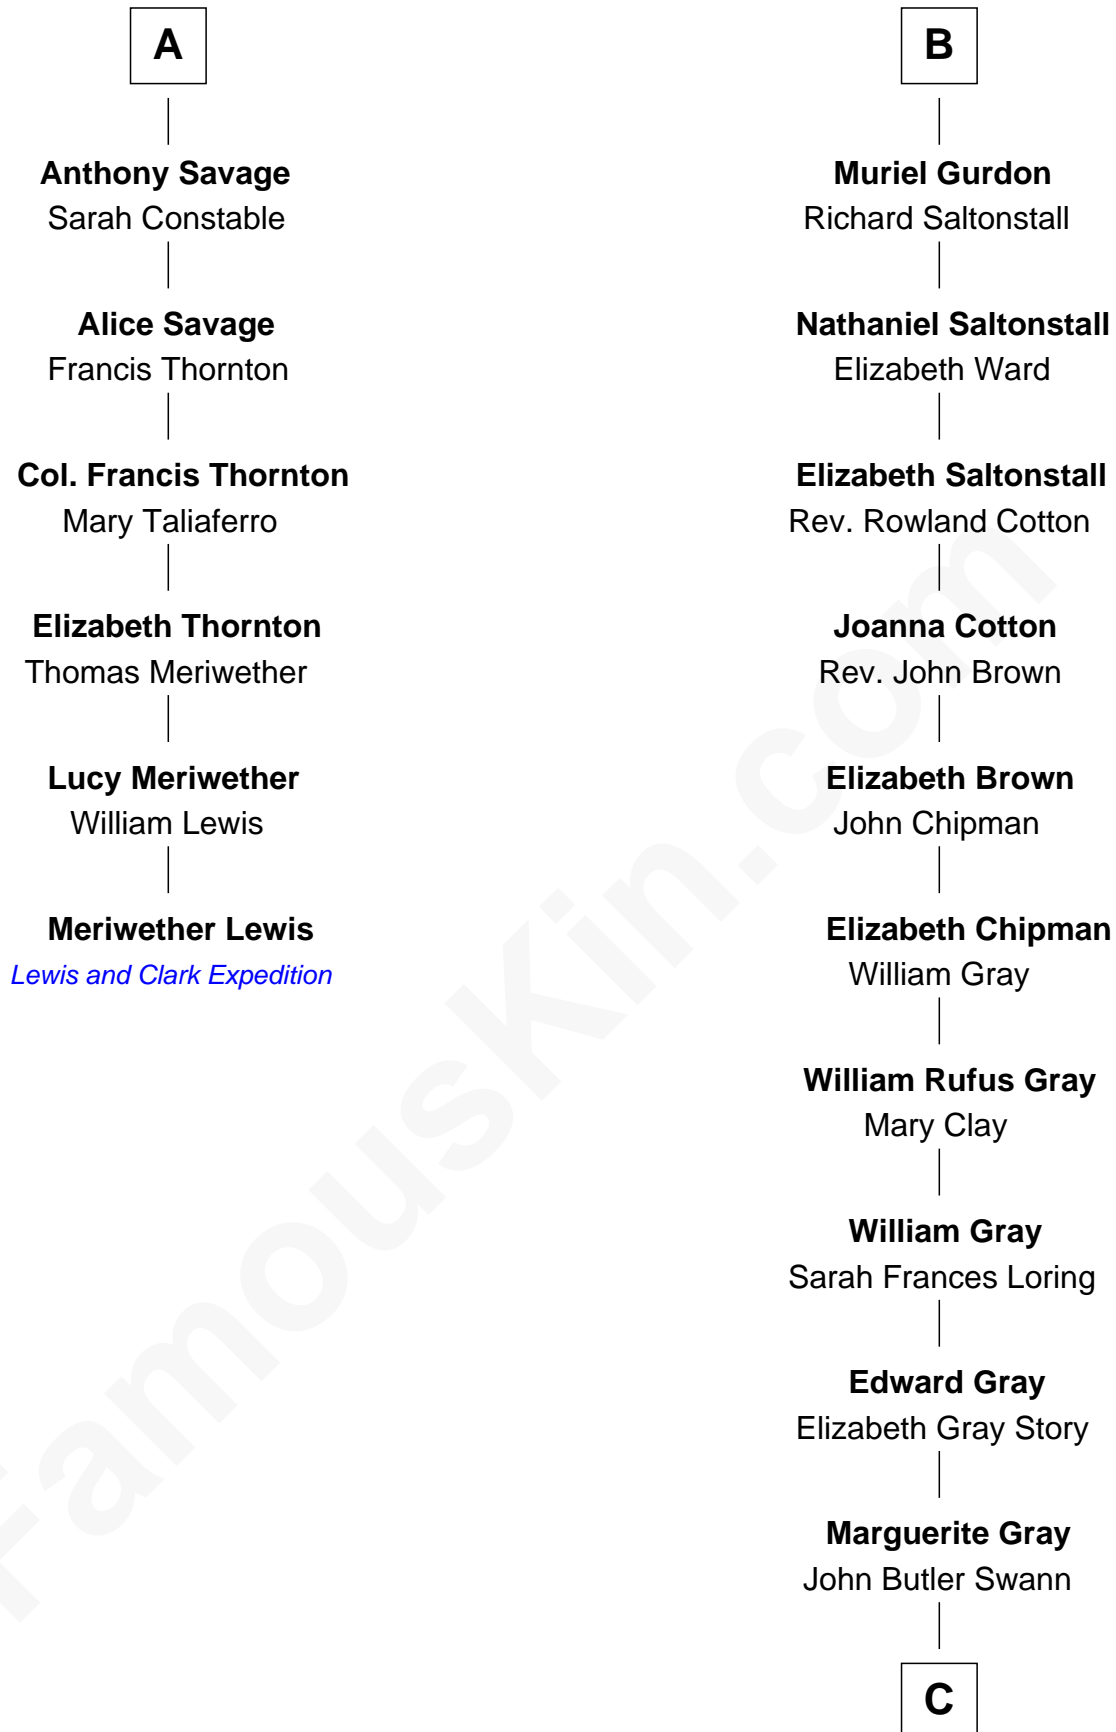 A
Anthony Savage
Sarah Constable
Alice Savage
Francis Thornton
Col. Francis Thornton
Mary Taliaferro
Elizabeth Thornton
Thomas Meriwether
Lucy Meriwether
William Lewis
Meriwether Lewis
Lewis and Clark Expedition
B
Muriel Gurdon
Richard Saltonstall
Nathaniel Saltonstall
Elizabeth Ward
Elizabeth Saltonstall
Rev. Rowland Cotton
Joanna Cotton
Rev. John Brown
Elizabeth Brown
John Chipman
Elizabeth Chipman
William Gray
William Rufus Gray
Mary Clay
William Gray
Sarah Frances Loring
Edward Gray
Elizabeth Gray Story
Marguerite Gray
John Butler Swann
C
FamousKin.com